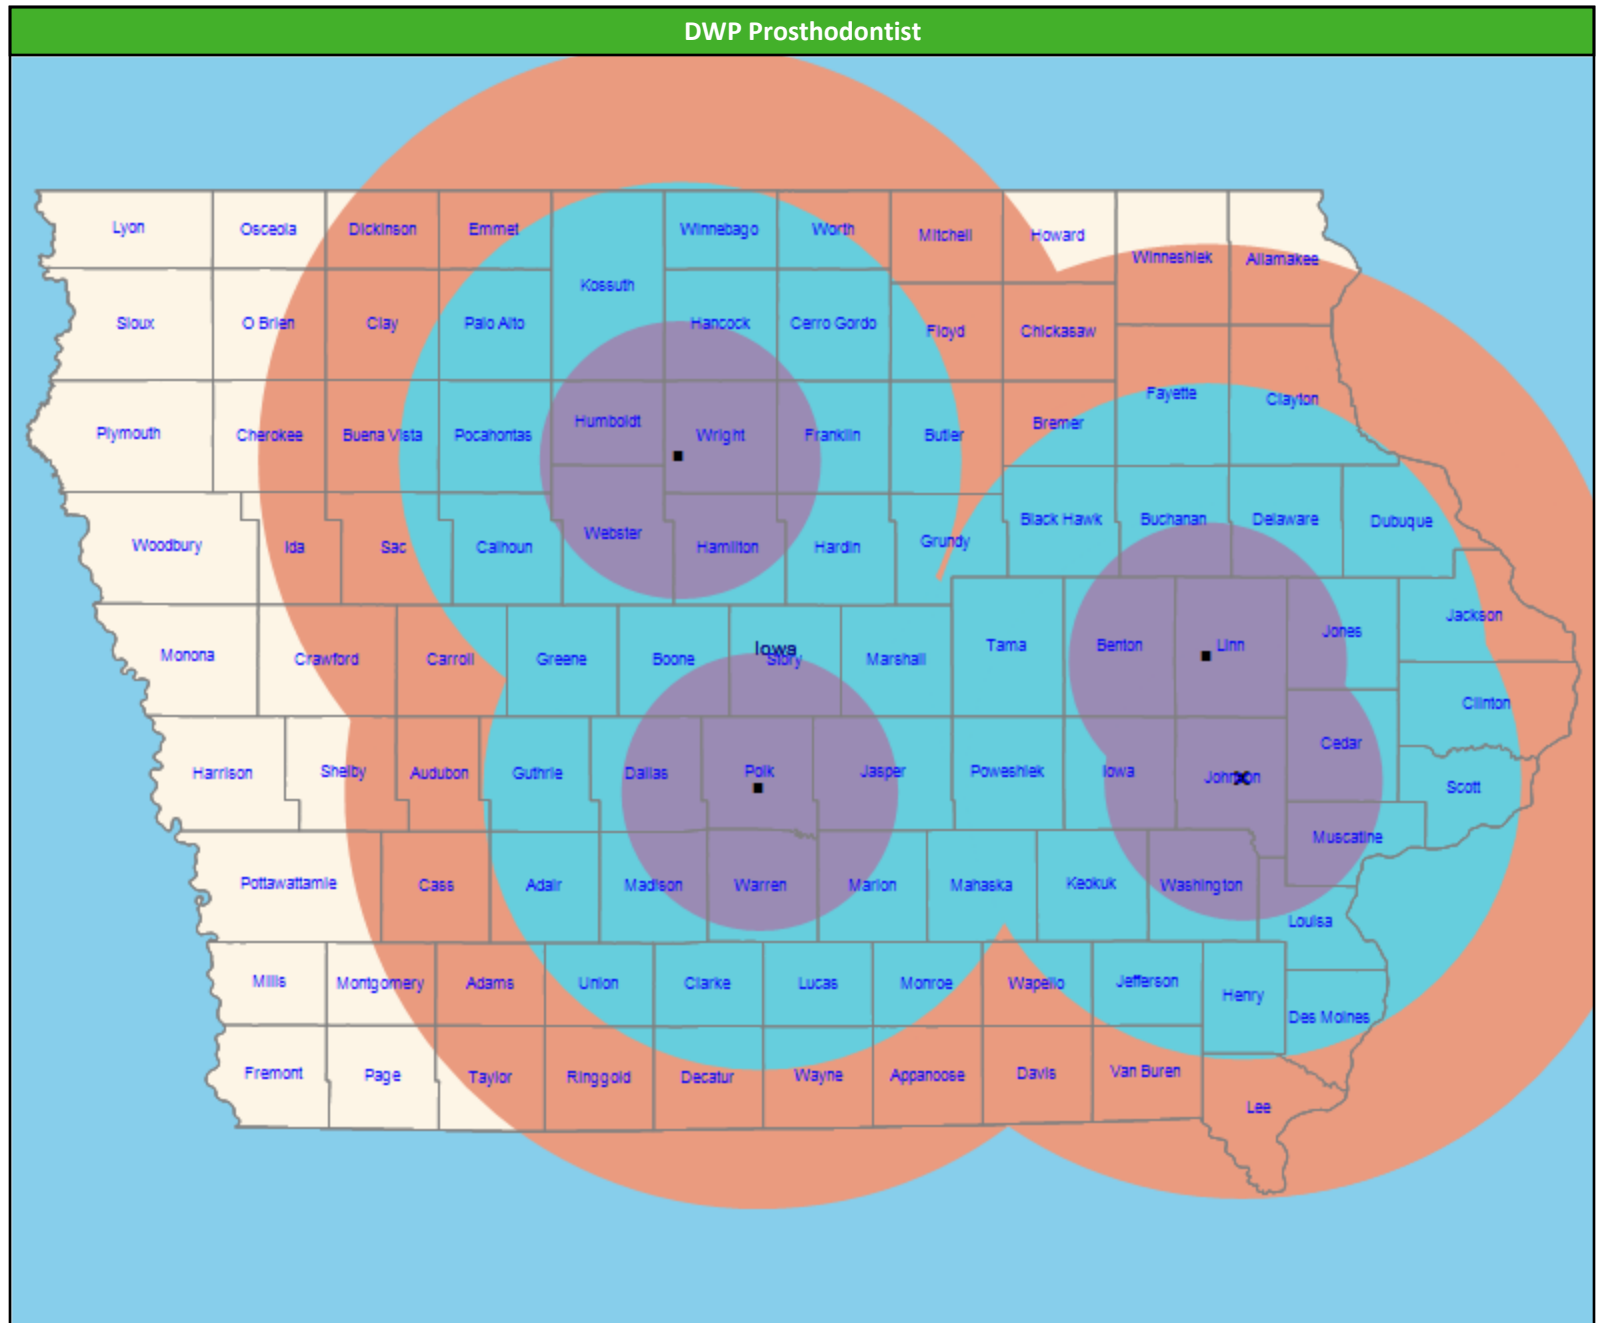 DWP Prosthodontist
Lyon
Osceola
Dickinson
Emmet
Winnebago
Worth
Mitchell
Howard
Winneshiek
Allamakee
Kossuth
Sioux
O Brien
Clay
Palo Alto
Hancock
Cerro Gordo
Floyd
Chickasaw
Fayette
Clayton
Plymouth
Cherokee
Buena Vista
Pocahontas
Humboldt
Wright
Franklin
Butler
Bremer
Woodbury
Ida
Sac
Calhoun
Webster
Hamilton
Hardin
Grundy
Black Hawk
Buchanan
Delaware
Dubuque
Monona
Crawford
Carroll
Greene
Boone
Iowa
Story
Marshall
Tama
Benton
Linn
Jones
Jackson
Clinton
Harrison
Shelby
Audubon
Guthrie
Dallas
Polk
Jasper
Poweshiek
Iowa
Johnson
Cedar
Scott
Muscatine
Pottawattamie
Cass
Adair
Madison
Warren
Marion
Mahaska
Keokuk
Washington
Louisa
Mills
Montgomery
Adams
Union
Clarke
Lucas
Monroe
Wapello
Jefferson
Henry
Des Moines
Fremont
Page
Taylor
Ringgold
Decatur
Wayne
Appanoose
Davis
Van Buren
Lee